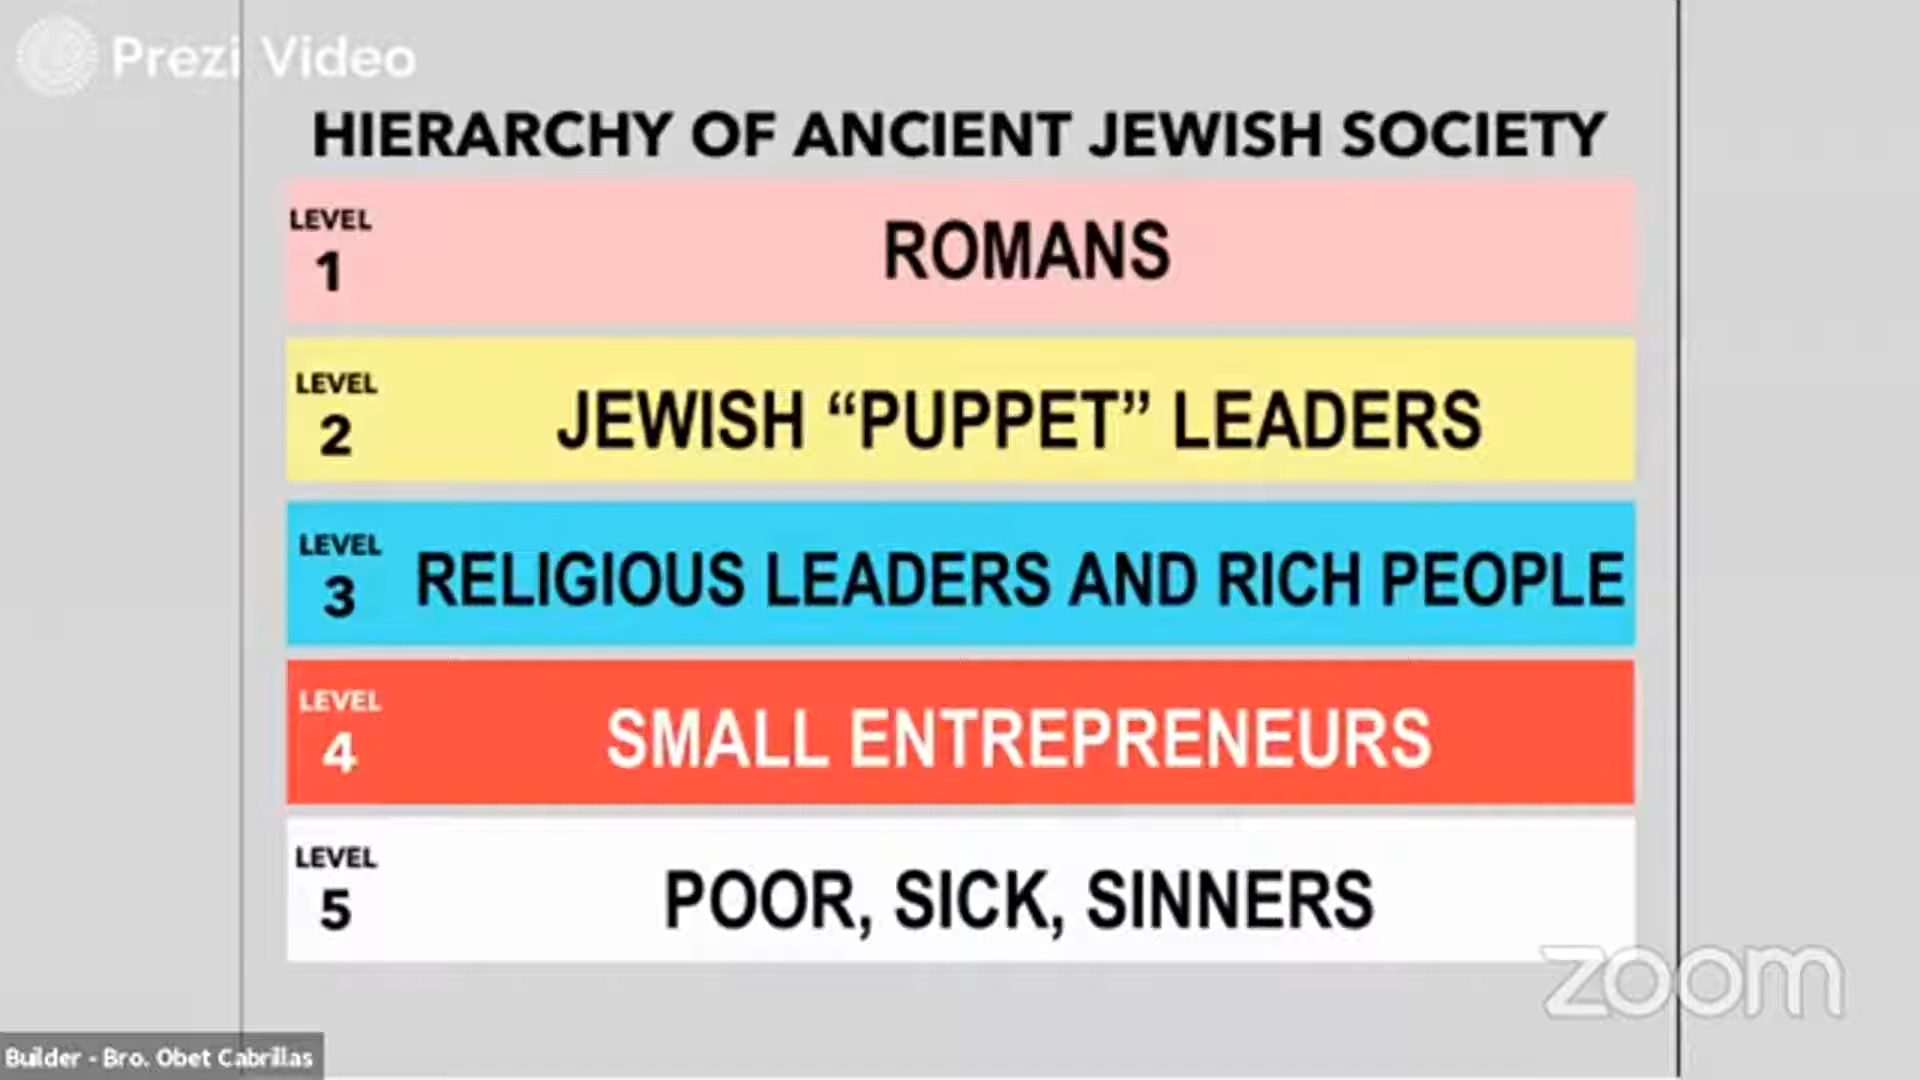 Prezi Video
HIERARCHY OF ANCIENT JEWISH SOCIETY
LEVEL
1
ROMANS
LEVEL
2
JEWISH “PUPPET” LEADERS
LEVEL
3
RELIGIOUS LEADERS AND RICH PEOPLE
LEVEL
4
SMALL ENTREPRENEURS
LEVEL
5
POOR, SICK, SINNERS
zoom
Builder - Bro. Obet Cabrillas